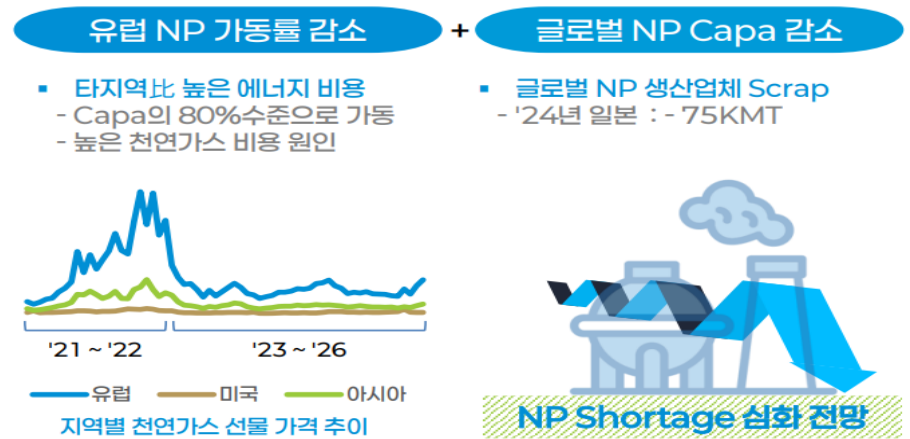 유럽 NP 가동률 감소 + 글로벌 NP Capa 감소
▪ 타지역比 높은 에너지 비용
- Capa의 80%수준으로 가동
- 높은 천연가스 비용 원인
▪ 글로벌 NP 생산업체 Scrap
- '24년 일본 : - 75KMT
'21 ~ '22
'23 ~ '26
유럽 미국 아시아
지역별 천연가스 선물 가격 추이
NP Shortage 심화 전망